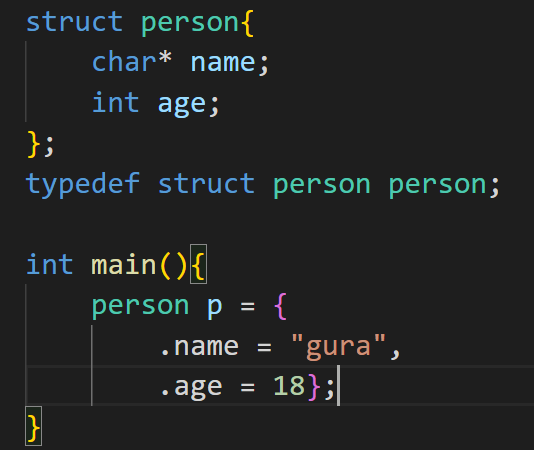 struct person{
    char* name;
    int age;
};
typedef struct person person;

int main(){
    person p = {
        .name = "gura",
        .age = 18};
}